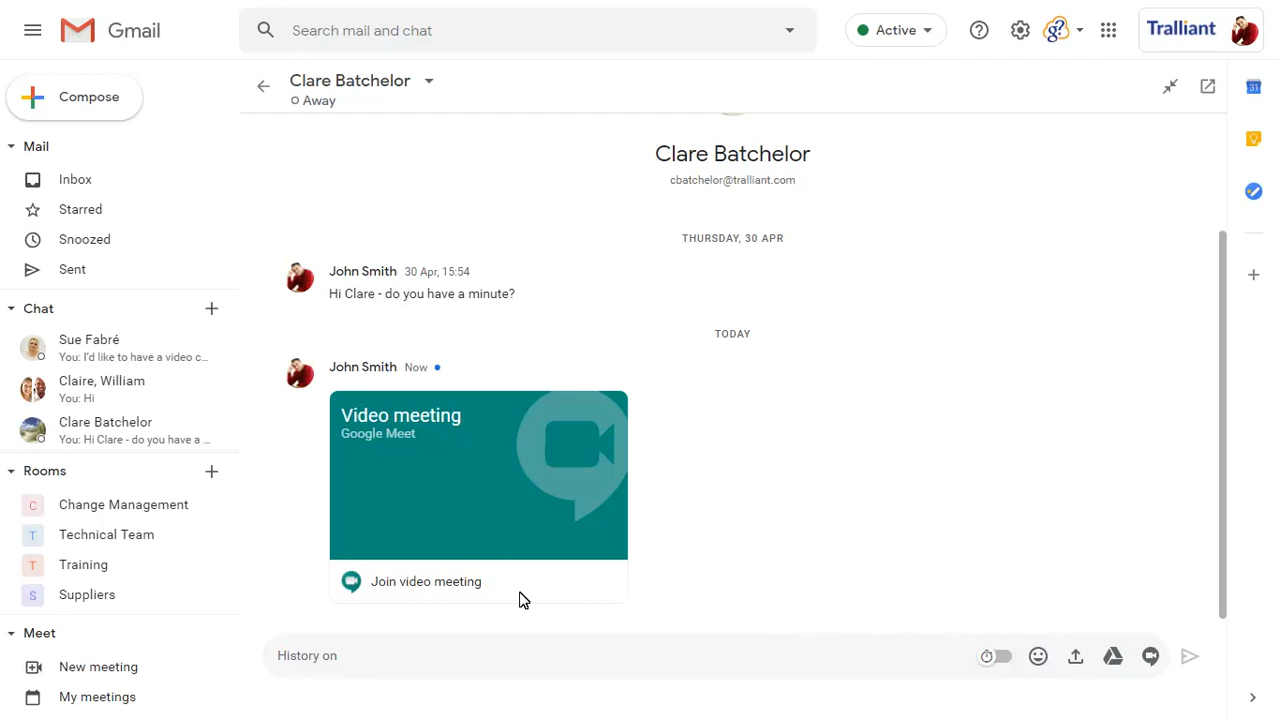 Gmail
Search mail and chat
Active
Tralliant
Compose
Mail
Inbox
Starred
Snoozed
Sent
Chat
Sue Fabré
You: I'd like to have a video c…
Claire, William
You: Hi
Clare Batchelor
You: Hi Clare - do you have a …
Rooms
C Change Management
T Technical Team
T Training
S Suppliers
Meet
New meeting
My meetings
Clare Batchelor
Away
Clare Batchelor
cbatchelor@tralliant.com
THURSDAY, 30 APR
John Smith 30 Apr, 15:54
Hi Clare - do you have a minute?
TODAY
John Smith Now
Video meeting
Google Meet
Join video meeting
History on
31